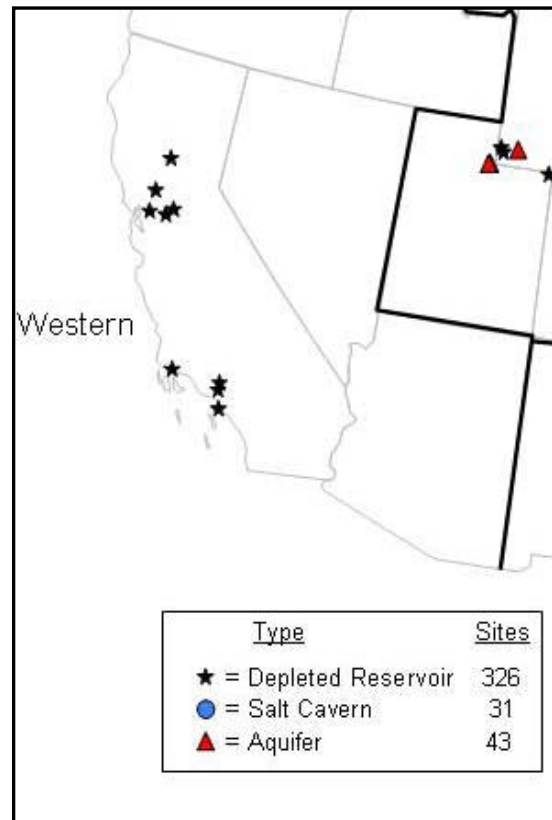 Western
Type Sites
= Depleted Reservoir 326
= Salt Cavern 31
= Aquifer 43